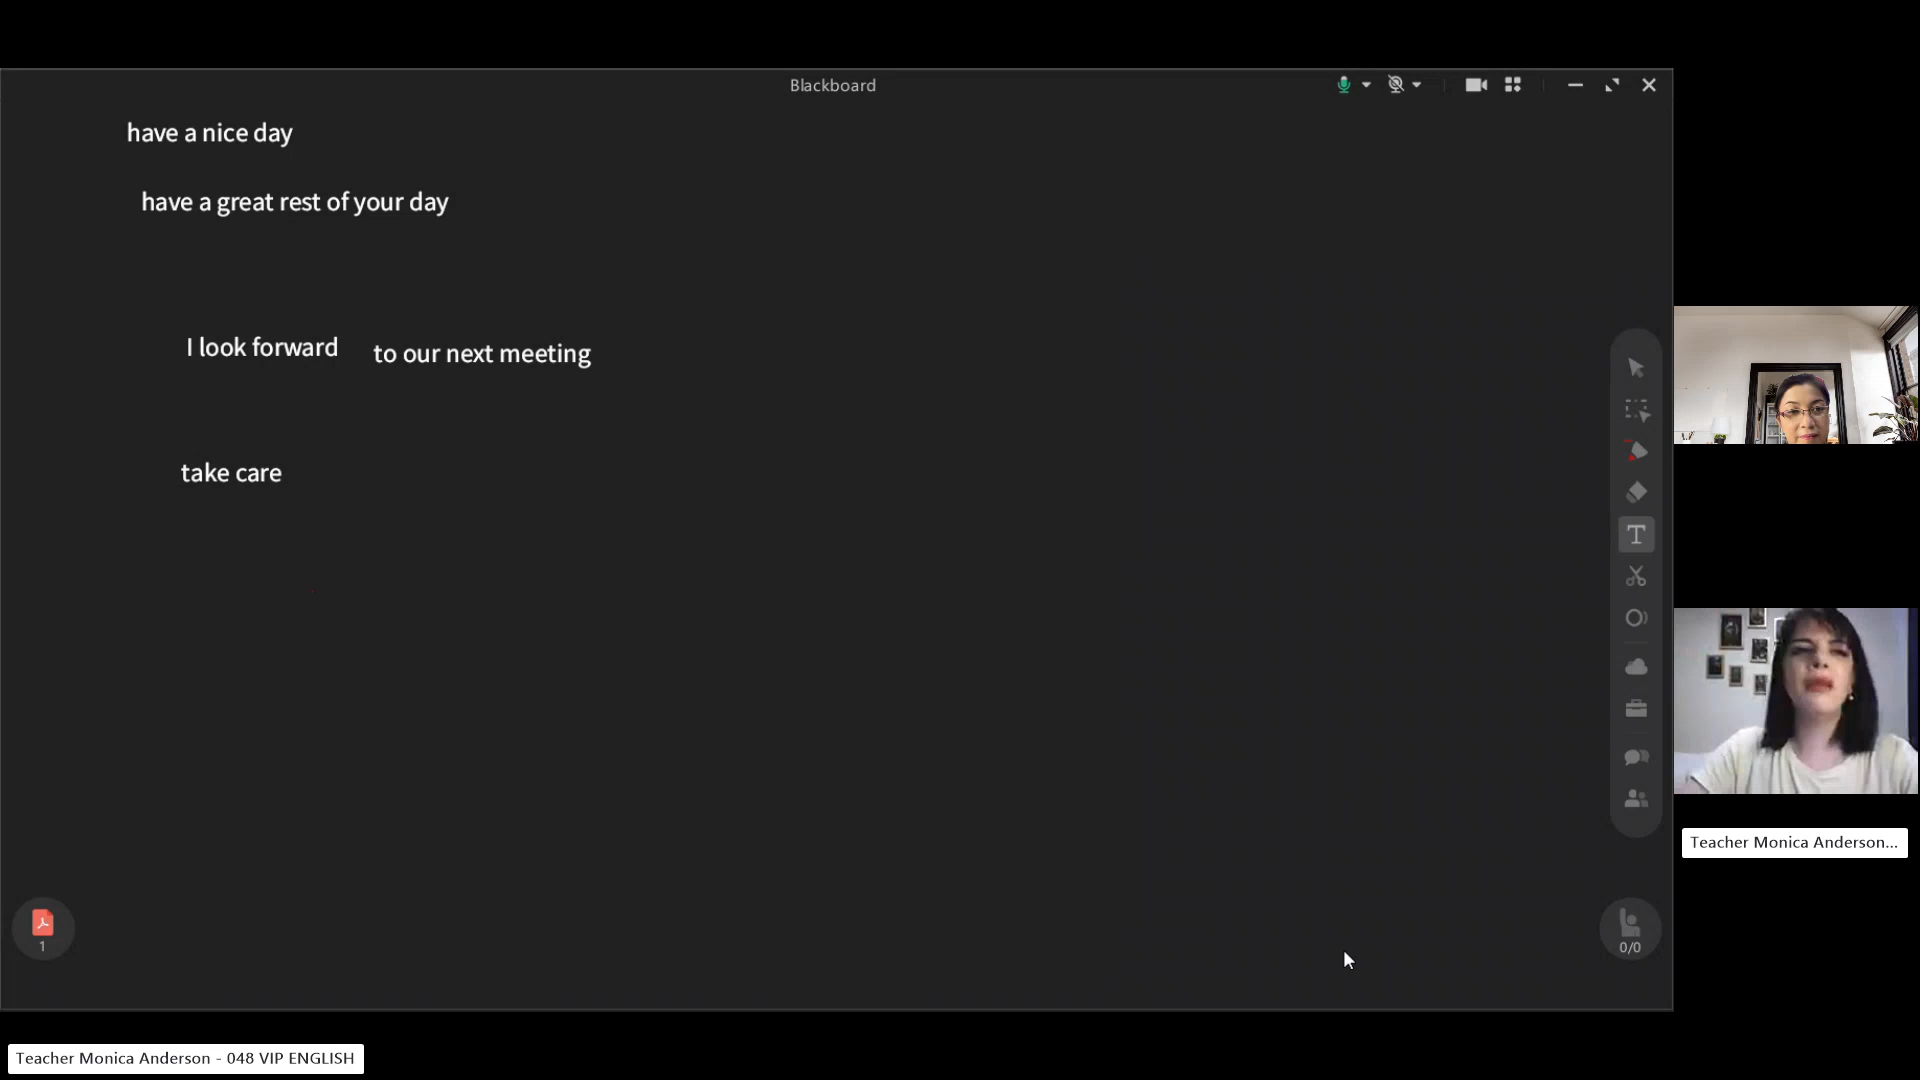 Blackboard
have a nice day
have a great rest of your day
I look forward to our next meeting
take care
Teacher Monica Anderson...
1
0/0
Teacher Monica Anderson - 048 VIP ENGLISH